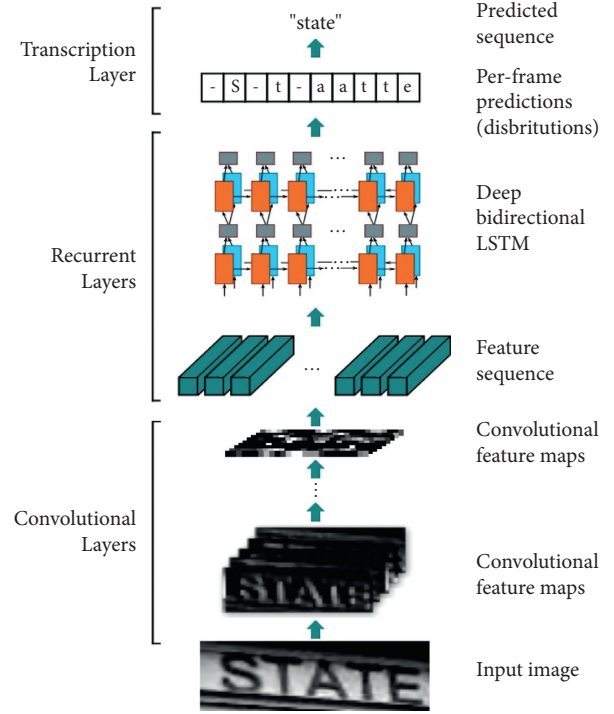 "state"
Predicted
sequence
Transcription
Layer
- S - t - a a t t e
Per-frame
predictions
(disbritutions)
Recurrent
Layers
...
...
...
Deep
bidirectional
LSTM
...
Feature
sequence
Convolutional
Layers
Convolutional
feature maps
...
STATE
Convolutional
feature maps
STATE
Input image